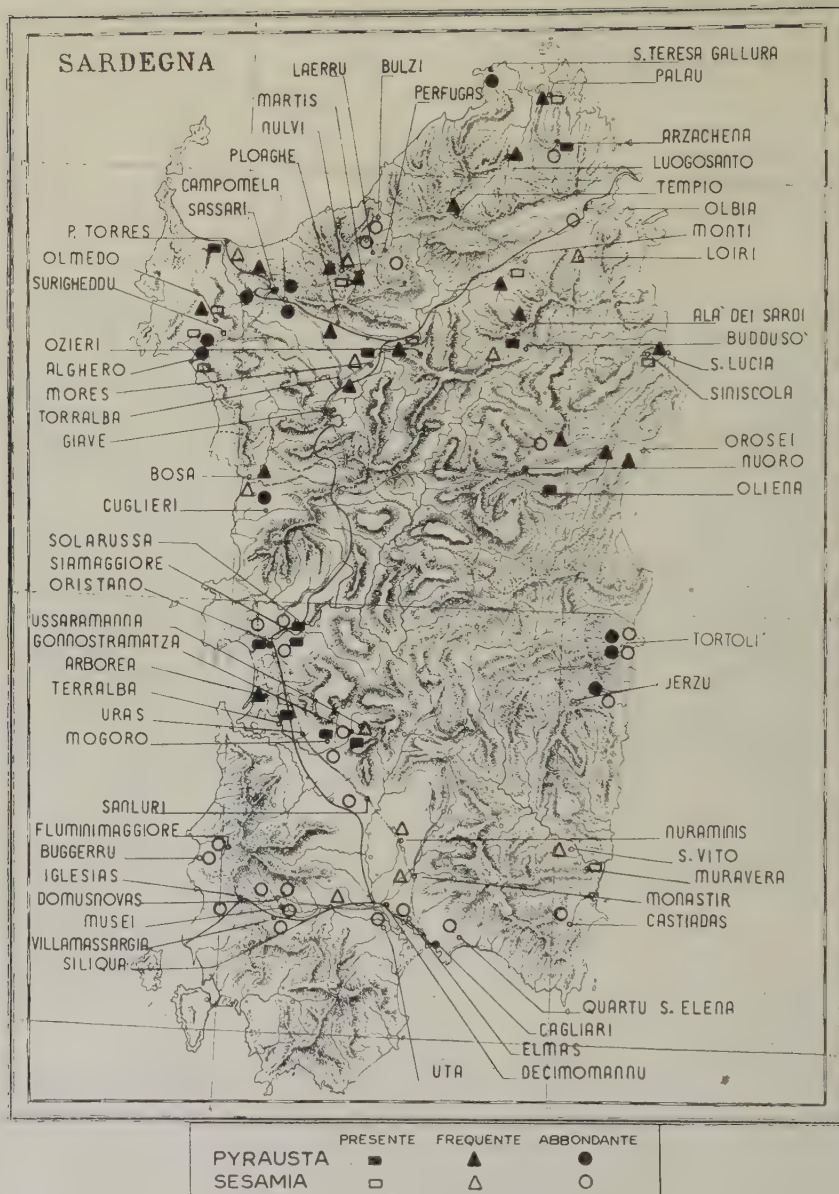 SARDEGNA
LAERRU
BULZI
MARTIS
NULVI
PERFUGAS
PLOAGHE
CAMPOMELA
SASSARI
P. TORRES
OLMEDO
SURIGHEDDU
OZIERI
ALGHERO
MORES
TORRALBA
GIAVE
BOSA
CUGLIERI
SOLARUSSA
SIAMAGGIORE
ORISTANO
USSARAMANNA
GONNOSTRAMATZA
ARBOREA
TERRALBA
URAS
MOGORO
SANLURI
FLUMINIMAGGIORE
BUGGERRU
IGLESIAS
DOMUSNOVAS
MUSEI
VILLAMASSARGIA
SILIQUA
S. TERESA GALLURA
PALAU
ARZACHENA
LUOGOSANTO
TEMPIO
OLBIA
MONTI
LOIRI
ALA' DEI SARDI
BUDDUSO'
S. LUCIA
SINISCOLA
OROSEI
NUORO
OLIENA
TORTOLI'
JERZU
NURAMINIS
S. VITO
MURAVERA
MONASTIR
CASTIADAS
QUARTU S. ELENA
CAGLIARI
ELMAS
DECIMOMANNU
UTA
PRESENTE FREQUENTE ABBONDANTE
PYRAUSTA
SESAMIA